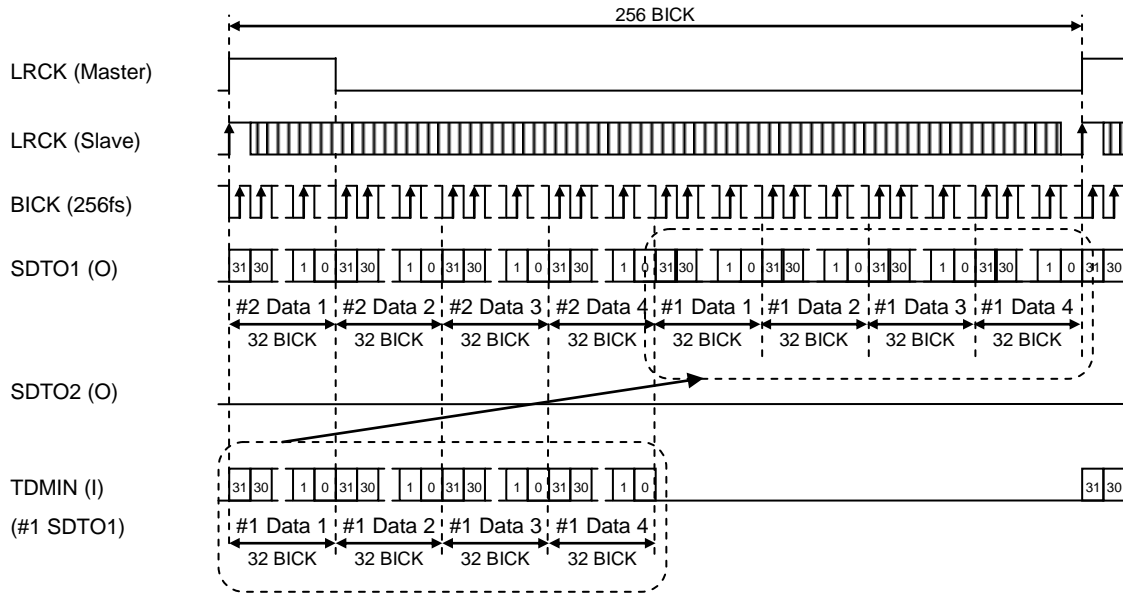 256 BICK
LRCK (Master)
LRCK (Slave)
BICK (256fs)
SDTO1 (O) 31 30 1 0 31 30 1 0 31 30 1 0 31 30 1 0 31 30 1 0 31 30 1 0 31 30 1 0 31 30 1 0 31 30
#2 Data 1 #2 Data 2 #2 Data 3 #2 Data 4 #1 Data 1 #1 Data 2 #1 Data 3 #1 Data 4
32 BICK 32 BICK 32 BICK 32 BICK 32 BICK 32 BICK 32 BICK 32 BICK
SDTO2 (O)
TDMIN (I) 31 30 1 0 31 30 1 0 31 30 1 0 31 30 1 0 31 30
(#1 SDTO1) #1 Data 1 #1 Data 2 #1 Data 3 #1 Data 4
32 BICK 32 BICK 32 BICK 32 BICK